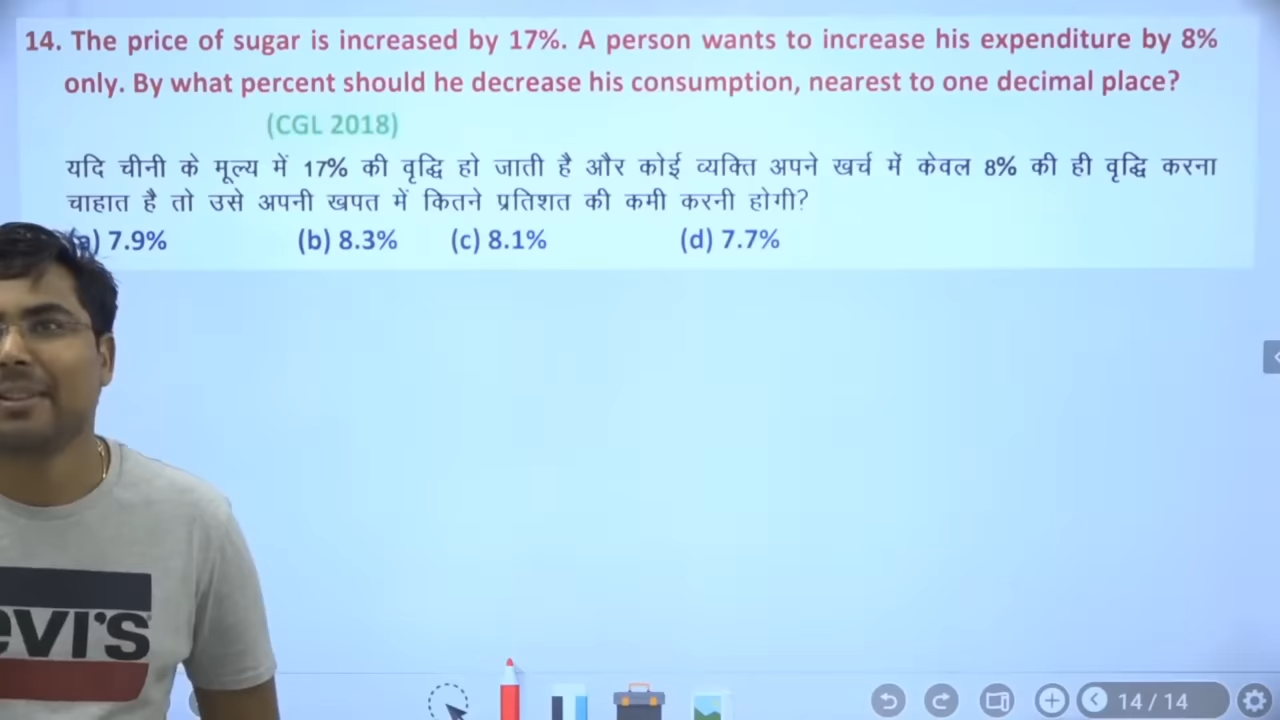 14. The price of sugar is increased by 17%. A person wants to increase his expenditure by 8%
only. By what percent should he decrease his consumption, nearest to one decimal place?
(CGL 2018)
यदि चीनी के मूल्य में 17% की वृद्धि हो जाती है और कोई व्यक्ति अपने खर्च में केवल 8% की ही वृद्धि करना
चाहात है तो उसे अपनी खपत में कितने प्रतिशत की कमी करनी होगी?
(a) 7.9% (b) 8.3% (c) 8.1% (d) 7.7%
evi's
14 / 14